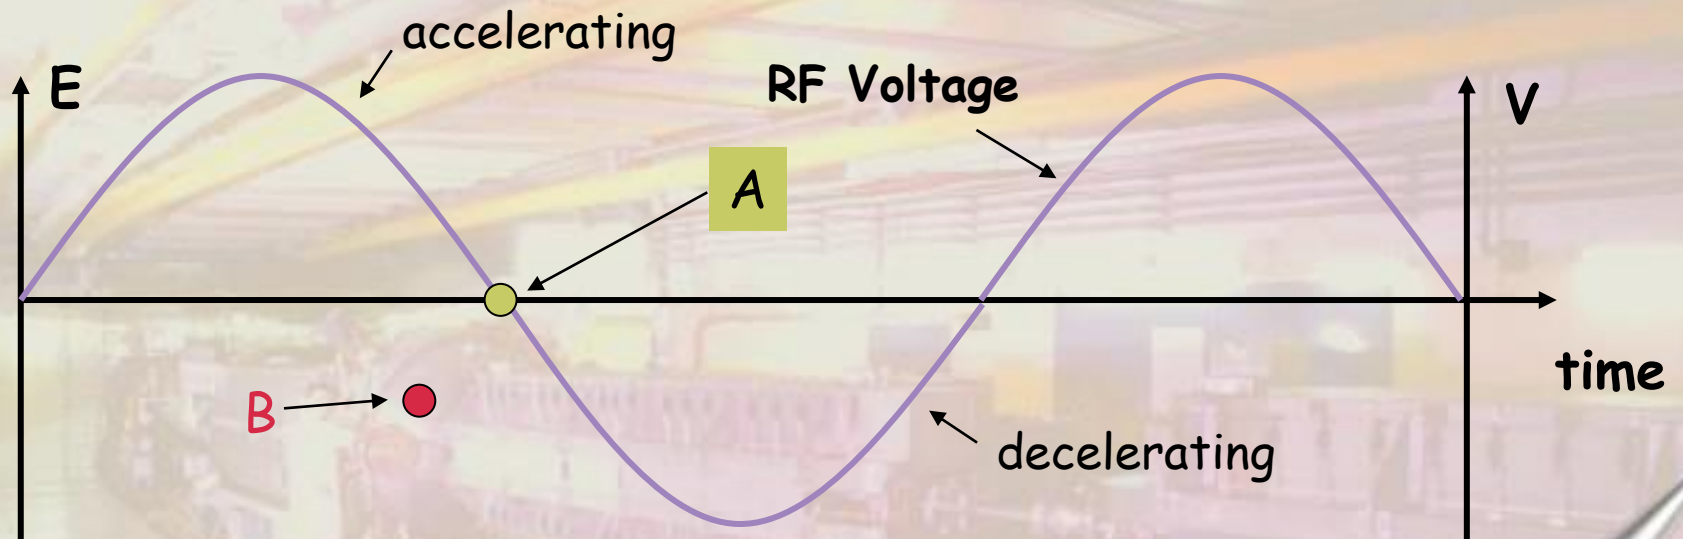 accelerating
E
RF Voltage
V
A
time
B
decelerating